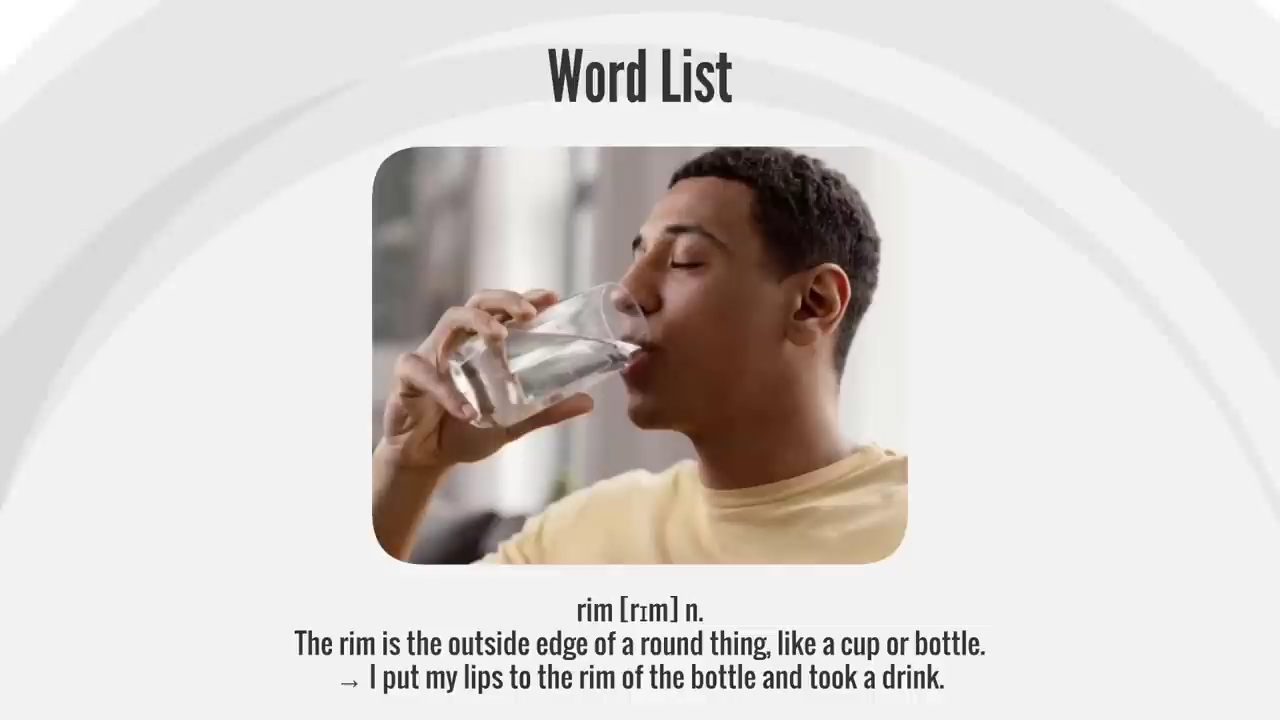 Word List
rim [rɪm] n.
The rim is the outside edge of a round thing, like a cup or bottle.
→ I put my lips to the rim of the bottle and took a drink.